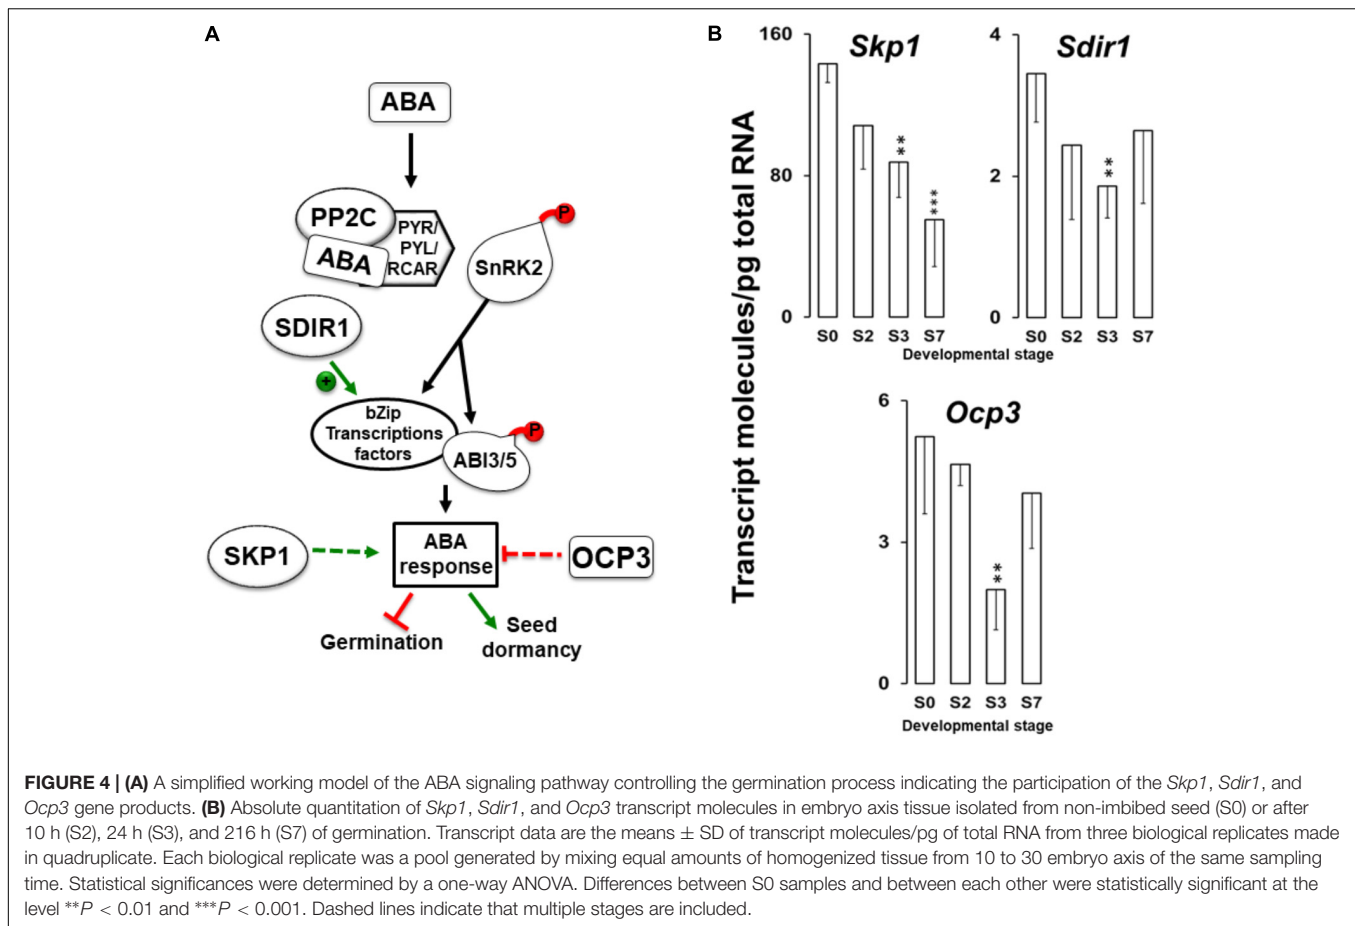 A
ABA
PP2C
ABA
PYR/
PYL/
RCAR
P
SnRK2
SDIR1
+
bZip
Transcriptions
factors
P
ABI3/5
SKP1
ABA
response
OCP3
Germination
Seed
dormancy
B
Transcript molecules/pg total RNA
160
80
0
Skp1
**
***
S0 S2 S3 S7
Developmental stage
4
2
0
Sdir1
**
S0 S2 S3 S7
Developmental stage
6
3
0
Ocp3
**
S0 S2 S3 S7
Developmental stage
FIGURE 4 | (A) A simplified working model of the ABA signaling pathway controlling the germination process indicating the participation of the Skp1, Sdir1, and
Ocp3 gene products. (B) Absolute quantitation of Skp1, Sdir1, and Ocp3 transcript molecules in embryo axis tissue isolated from non-imbibed seed (S0) or after
10 h (S2), 24 h (S3), and 216 h (S7) of germination. Transcript data are the means ± SD of transcript molecules/pg of total RNA from three biological replicates made
in quadruplicate. Each biological replicate was a pool generated by mixing equal amounts of homogenized tissue from 10 to 30 embryo axis of the same sampling
time. Statistical significances were determined by a one-way ANOVA. Differences between S0 samples and between each other were statistically significant at the
level **P < 0.01 and ***P < 0.001. Dashed lines indicate that multiple stages are included.